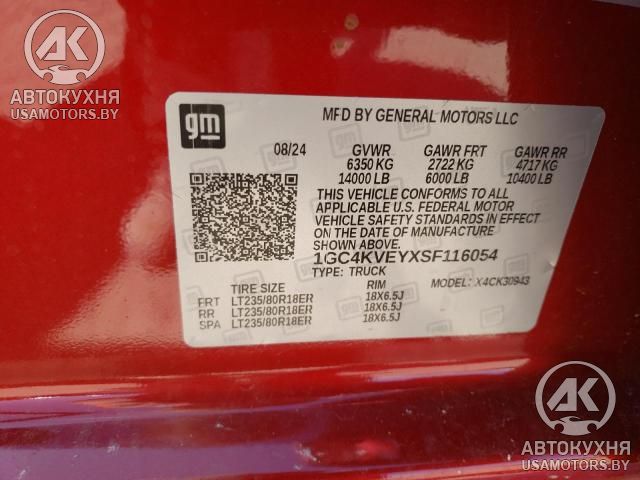 AK
АВТОКУХНЯ
USAMOTORS.BY
gm
MFD BY GENERAL MOTORS LLC
08/24 GVWR GAWR FRT GAWR RR
6350 KG 2722 KG 4717 KG
14000 LB 6000 LB 10400 LB
THIS VEHICLE CONFORMS TO ALL
APPLICABLE U.S. FEDERAL MOTOR
VEHICLE SAFETY STANDARDS IN EFFECT
ON THE DATE OF MANUFACTURE
SHOWN ABOVE.
1GC4KVEYXSF116054
TYPE: TRUCK
MODEL: X4CK30943
TIRE SIZE RIM
FRT LT235/80R18ER 18X6.5J
RR LT235/80R18ER 18X6.5J
SPA LT235/80R18ER 18X6.5J
AK
АВТОКУХНЯ
USAMOTORS.BY